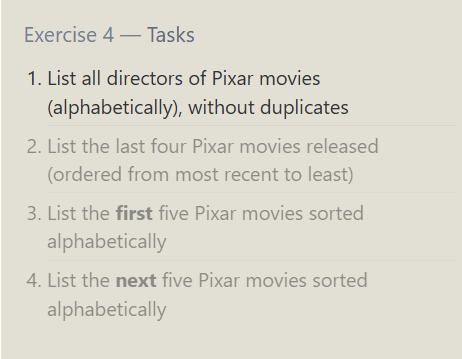 Exercise 4 — Tasks
1. List all directors of Pixar movies
(alphabetically), without duplicates
2. List the last four Pixar movies released
(ordered from most recent to least)
3. List the first five Pixar movies sorted
alphabetically
4. List the next five Pixar movies sorted
alphabetically